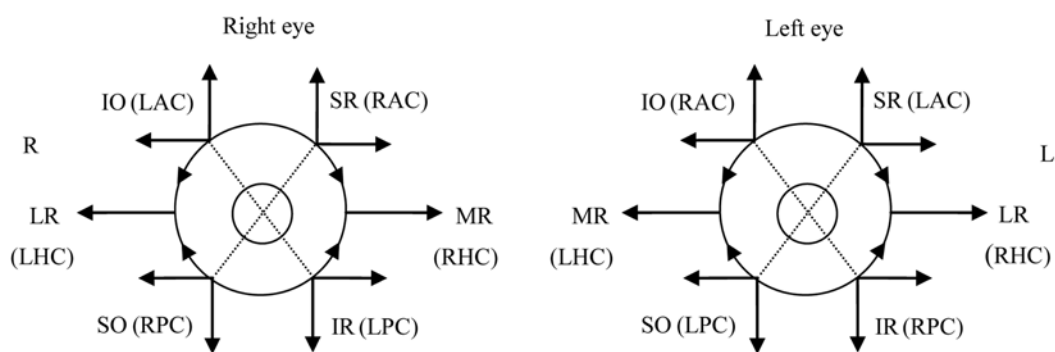 Right eye
Left eye
IO (LAC)
SR (RAC)
IO (RAC)
SR (LAC)
R
L
LR
(LHC)
MR
(RHC)
MR
(LHC)
LR
(RHC)
SO (RPC)
IR (LPC)
SO (LPC)
IR (RPC)